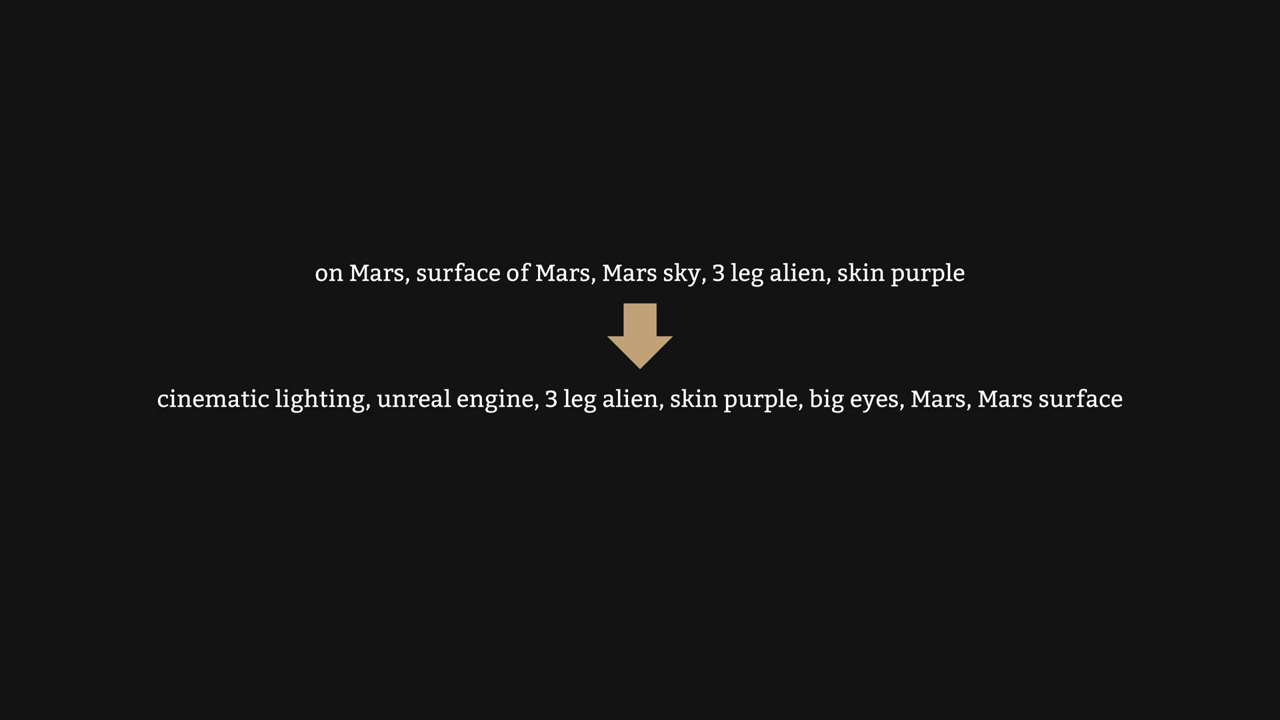 on Mars, surface of Mars, Mars sky, 3 leg alien, skin purple
cinematic lighting, unreal engine, 3 leg alien, skin purple, big eyes, Mars, Mars surface